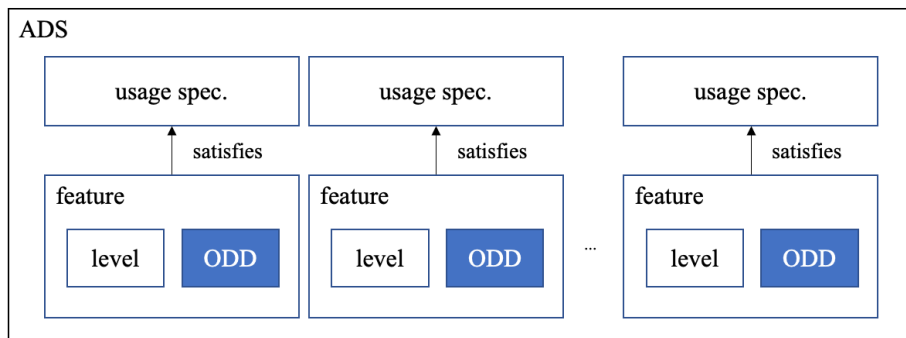 ADS
usage spec. usage spec. usage spec.
satisfies satisfies satisfies
feature feature feature
level ODD level ODD ... level ODD